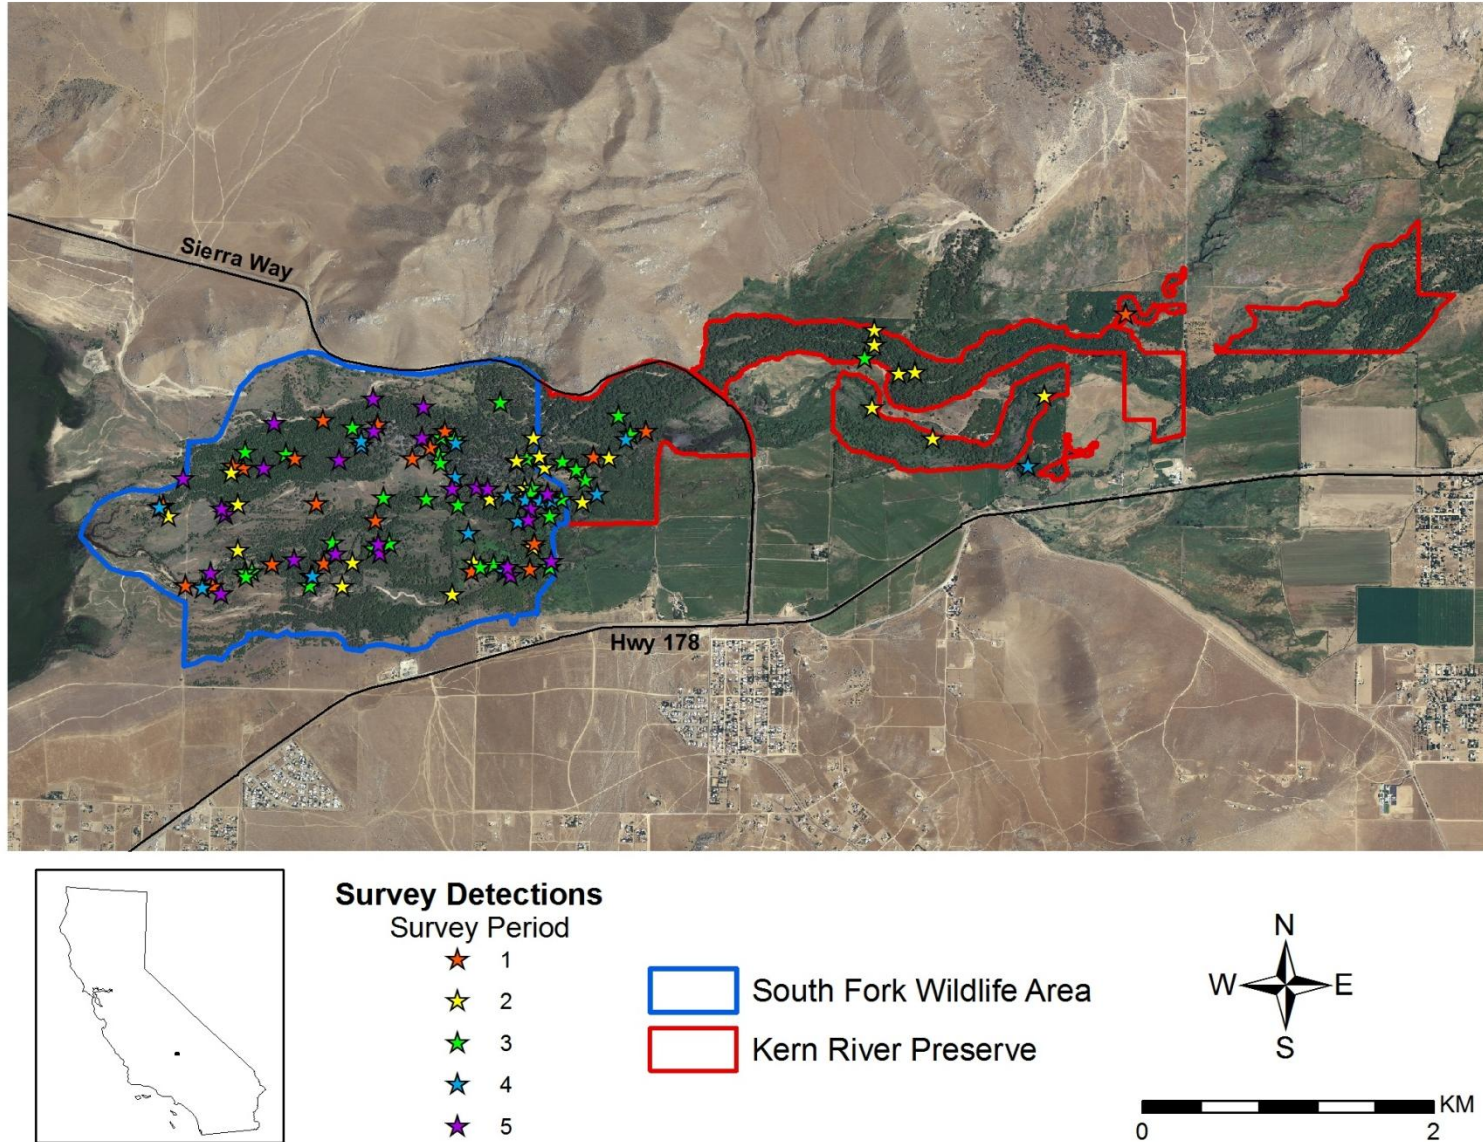 Sierra Way
Hwy 178
Survey Detections
Survey Period
1
2
3
4
5
South Fork Wildlife Area
Kern River Preserve
N
W E
S
KM
0 2